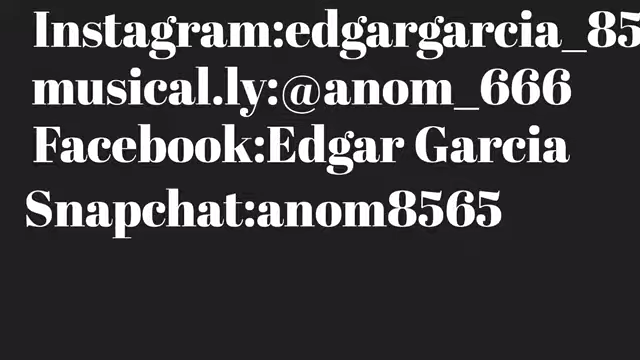 Instagram:edgargarcia_85
musical.ly:@anom_666
Facebook:Edgar Garcia
Snapchat:anom8565